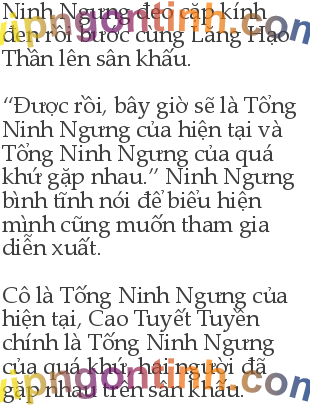 Ninh Ngưng đeo cặp kính
đen rồi bước cùng Lăng Hạo
Thần lên sân khấu.
“Được rồi, bây giờ sẽ là Tổng
Ninh Ngưng của hiện tại và
Tổng Ninh Ngưng của quá
khứ gặp nhau.” Ninh Ngưng
bình tĩnh nói để biểu hiện
mình cũng muốn tham gia
diễn xuất.
Cô là Tống Ninh Ngưng của
hiện tại, Cao Tuyết Tuyền
chính là Tống Ninh Ngưng
của quá khứ, hai người đã
gặp nhau trên sân khấu.
vipngontinh.com
vipngontinh.com